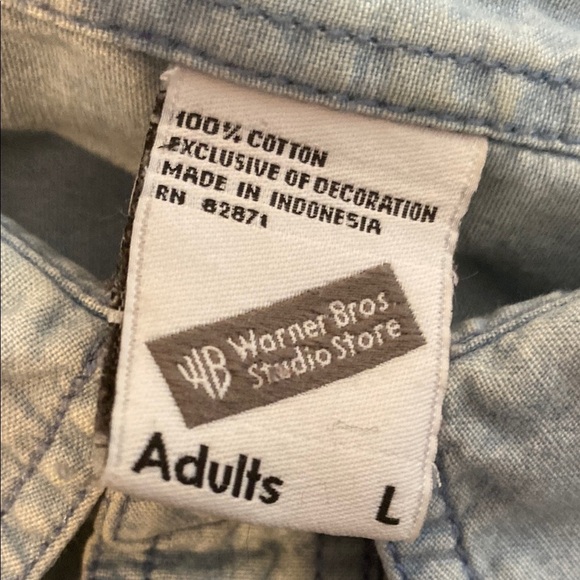 100% COTTON
EXCLUSIVE OF DECORATION
MADE IN INDONESIA
RN 82871
WB Warner Bros.
Studio Store
Adults L